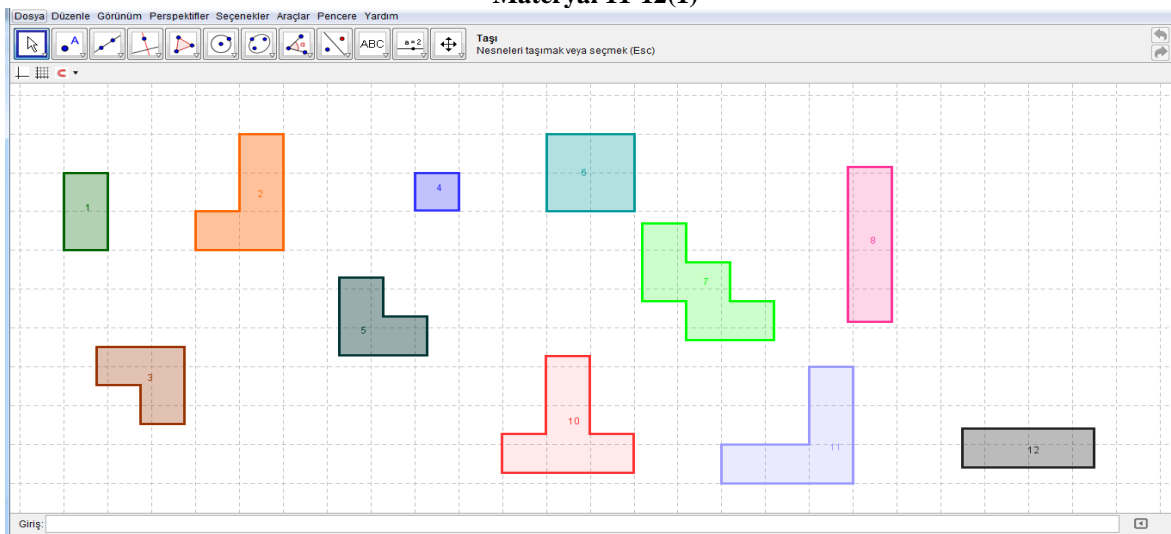 Materyal 11-12(1)
Dosya Düzenle Görünüm Perspektifler Seçenekler Araçlar Pencere Yardım
A
α
ABC
a=2
Taşı
Nesneleri taşımak veya seçmek (Esc)
1
2
4
6
8
7
5
3
10
11
12
Giriş: